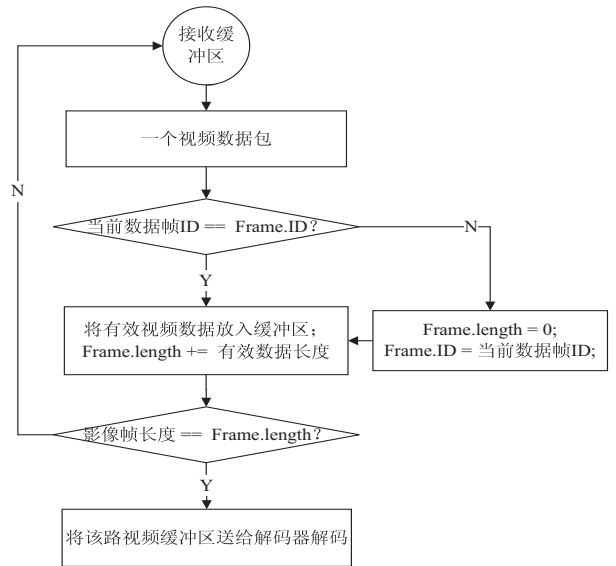 接收缓
冲区
一个视频数据包
N
当前数据帧ID == Frame.ID？
N
Y
将有效视频数据放入缓冲区；
Frame.length += 有效数据长度
Frame.length = 0;
Frame.ID = 当前数据帧ID;
影像帧长度 == Frame.length？
Y
将该路视频缓冲区送给解码器解码